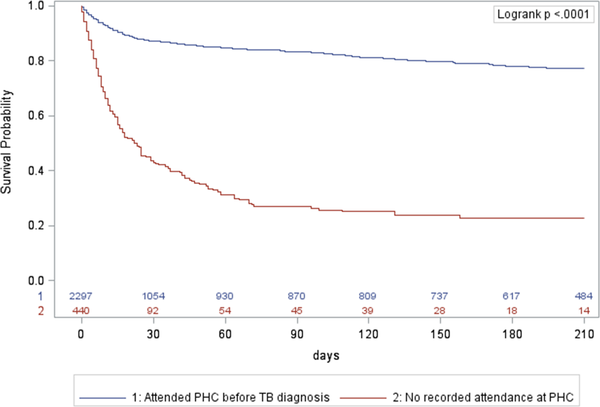 Logrank p <.0001
Survival Probability
1.0
0.8
0.6
0.4
0.2
0.0
1 2297 1054 930 870 809 737 617 484
2 440 92 54 45 39 28 18 14
0 30 60 90 120 150 180 210
days
1: Attended PHC before TB diagnosis 2: No recorded attendance at PHC